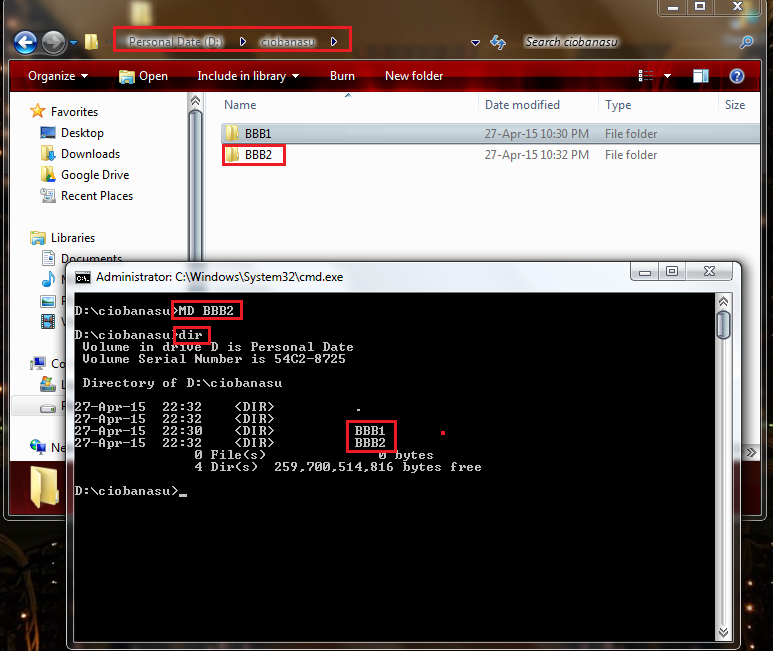 Personal Date (D:) ciobanasu Search ciobanasu
Organize Open Include in library Burn New folder
Favorites
Desktop
Downloads
Google Drive
Recent Places
Libraries
Documents
Name Date modified Type Size
BBB1 27-Apr-15 10:30 PM File folder
BBB2 27-Apr-15 10:32 PM File folder
Administrator: C:\Windows\System32\cmd.exe
D:\ciobanasu>MD BBB2
D:\ciobanasu>dir
Volume in drive D is Personal Date
Volume Serial Number is 54C2-8725
Directory of D:\ciobanasu
27-Apr-15 22:32 <DIR> .
27-Apr-15 22:32 <DIR>
27-Apr-15 22:30 <DIR> BBB1
27-Apr-15 22:32 <DIR> BBB2
0 File(s) 0 bytes
4 Dir(s) 259,700,514,816 bytes free
D:\ciobanasu>_